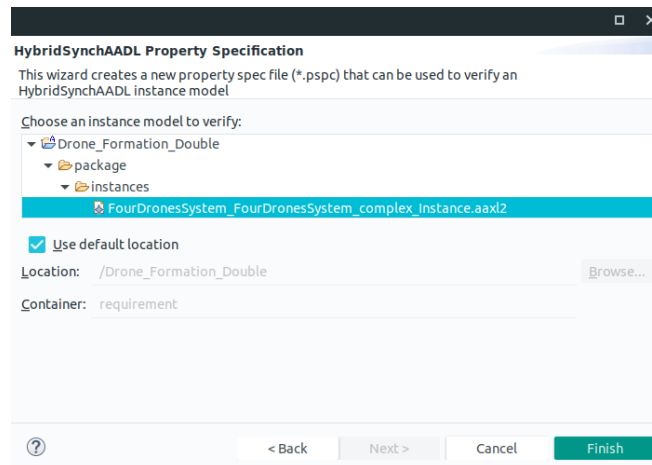 HybridSynchAADL Property Specification
This wizard creates a new property spec file (*.pspc) that can be used to verify an
HybridSynchAADL instance model
Choose an instance model to verify:
Drone_Formation_Double
package
instances
FourDronesSystem_FourDronesSystem_complex_Instance.aaxl2
Use default location
Location: /Drone_Formation_Double Browse...
Container: requirement
< Back Next > Cancel Finish